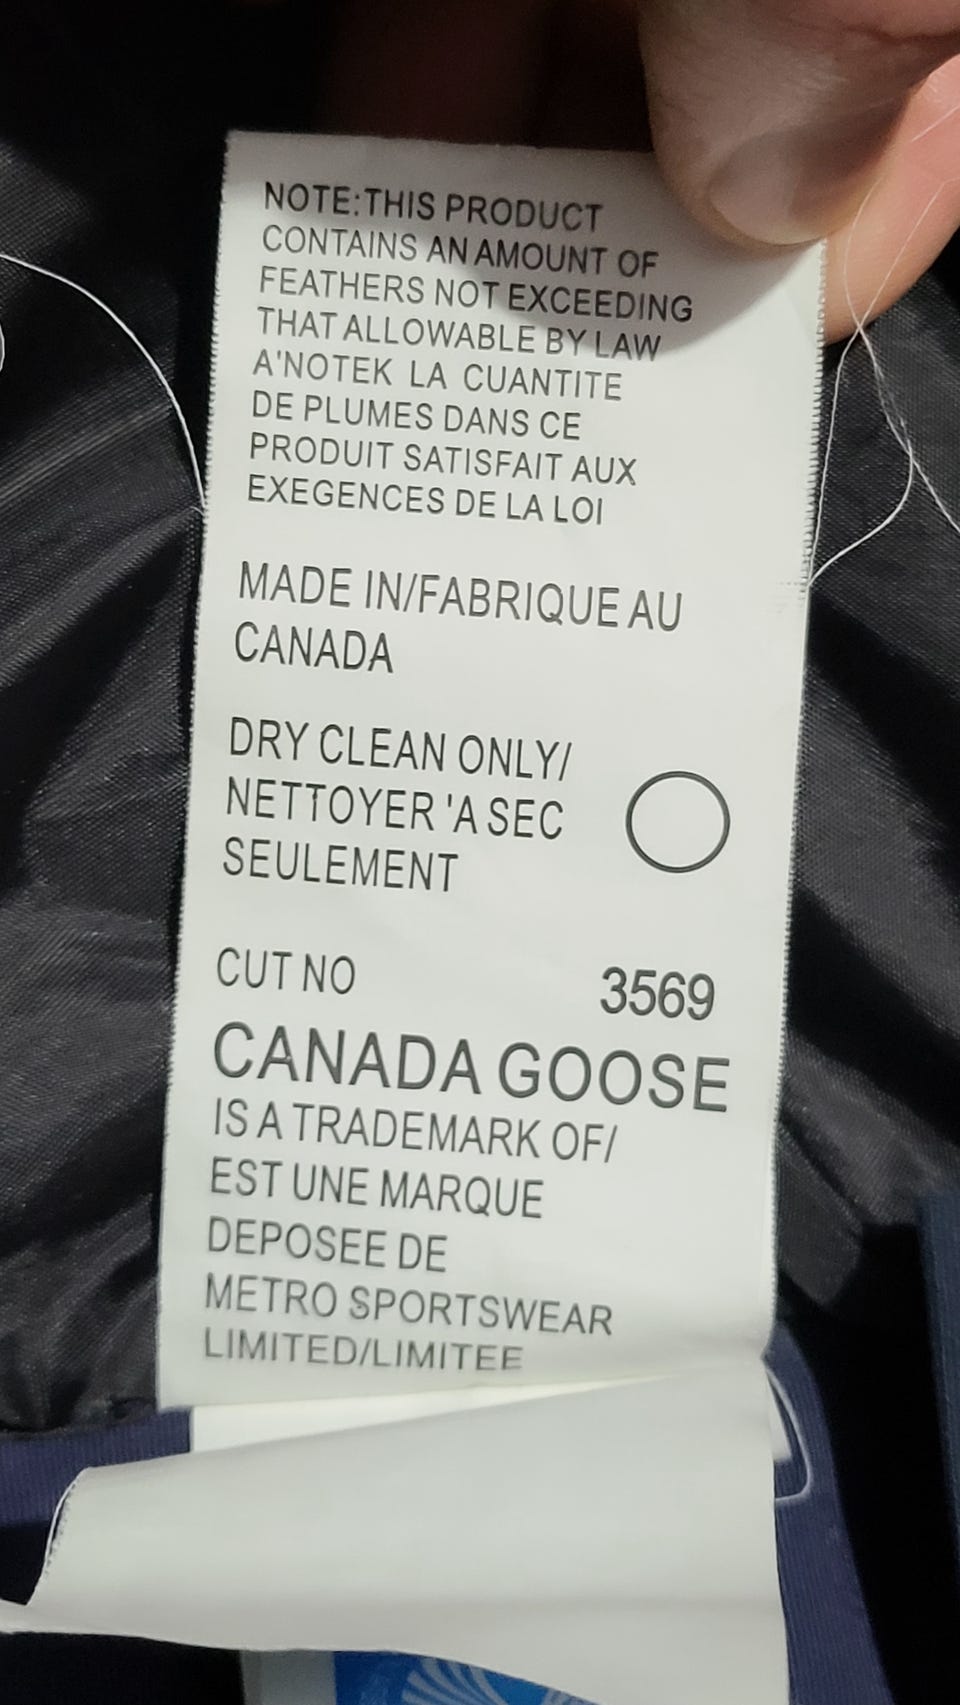 NOTE:THIS PRODUCT
CONTAINS AN AMOUNT OF
FEATHERS NOT EXCEEDING
THAT ALLOWABLE BY LAW
A'NOTEK LA CUANTITE
DE PLUMES DANS CE
PRODUIT SATISFAIT AUX
EXEGENCES DE LA LOI
MADE IN/FABRIQUE AU
CANADA
DRY CLEAN ONLY/
NETTOYER 'A SEC
SEULEMENT
CUT NO 3569
CANADA GOOSE
IS A TRADEMARK OF/
EST UNE MARQUE
DEPOSEE DE
METRO SPORTSWEAR
LIMITED/LIMITEE